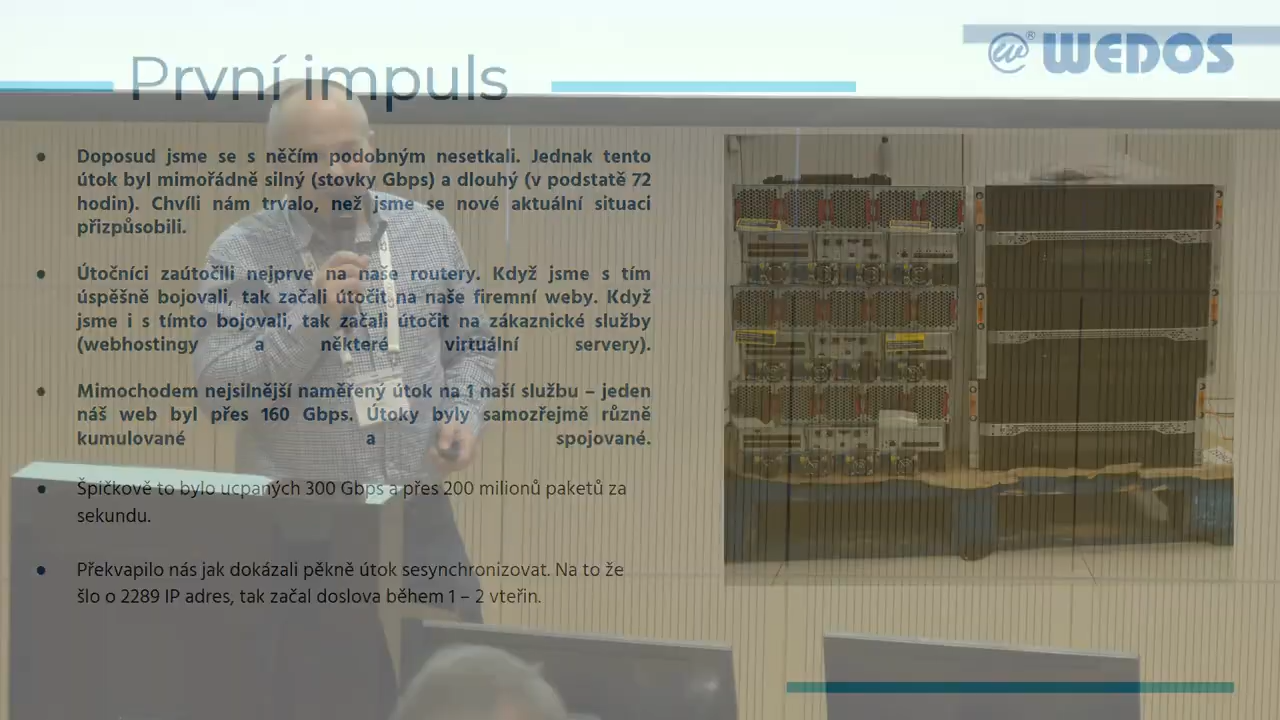 První impuls
@® WEDOS
● Doposud jsme se s něčím podobným nesetkali. Jednak tento
útok byl mimořádně silný (stovky Gbps) a dlouhý (v podstatě 72
hodin). Chvíli nám trvalo, než jsme se nové aktuální situaci
přizpůsobili.
● Útočníci zaútočili nejprve na naše routery. Když jsme s tím
úspěšně bojovali, tak začali útočit na naše firemní weby. Když
jsme i s tímto bojovali, tak začali útočit na zákaznické služby
(webhostingy a některé virtuální servery).
● Mimochodem nejsilnější naměřený útok na 1 naší službu – jeden
náš web byl přes 160 Gbps. Útoky byly samozřejmě různě
kumulované a spojované.
● Špičkově to bylo ucpaných 300 Gbps a přes 200 milionů paketů za
sekundu.
● Překvapilo nás jak dokázali pěkně útok sesynchronizovat. Na to že
šlo o 2289 IP adres, tak začal doslova během 1 – 2 vteřin.